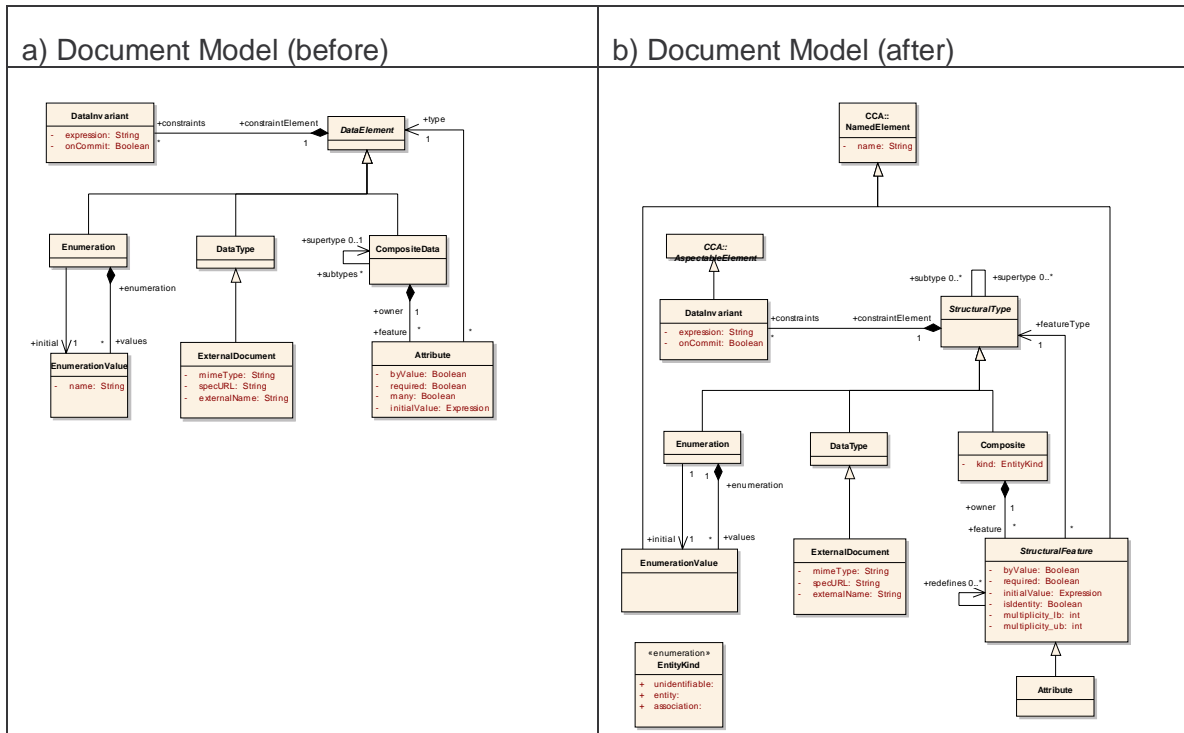 a) Document Model (before)
b) Document Model (after)
DataInvariant
- expression: String
- onCommit: Boolean
+constraints
*
+constraintElement
1
DataElement
+type
1
Enumeration
DataType
CompositeData
+supertype 0..1
+subtypes *
+enumeration
+owner 1
+feature *
*
+initial 1
* +values
EnumerationValue
- name: String
ExternalDocument
- mimeType: String
- specURL: String
- externalName: String
Attribute
- byValue: Boolean
- required: Boolean
- many: Boolean
- initialValue: Expression
CCA::
NamedElement
- name: String
CCA::
AspectableElement
+subtype 0..*
+supertype 0..*
StructuralType
DataInvariant
- expression: String
- onCommit: Boolean
+constraints
*
+constraintElement
1
+featureType
1
Enumeration
DataType
Composite
- kind: EntityKind
1
1
+enumeration
+owner 1
+feature *
*
+initial 1
* +values
EnumerationValue
ExternalDocument
- mimeType: String
- specURL: String
- externalName: String
StructuralFeature
- byValue: Boolean
- required: Boolean
- initialValue: Expression
- isIdentity: Boolean
- multiplicity_lb: int
- multiplicity_ub: int
+redefines 0..*
«enumeration»
EntityKind
+ unidentifiable:
+ entity:
+ association:
Attribute